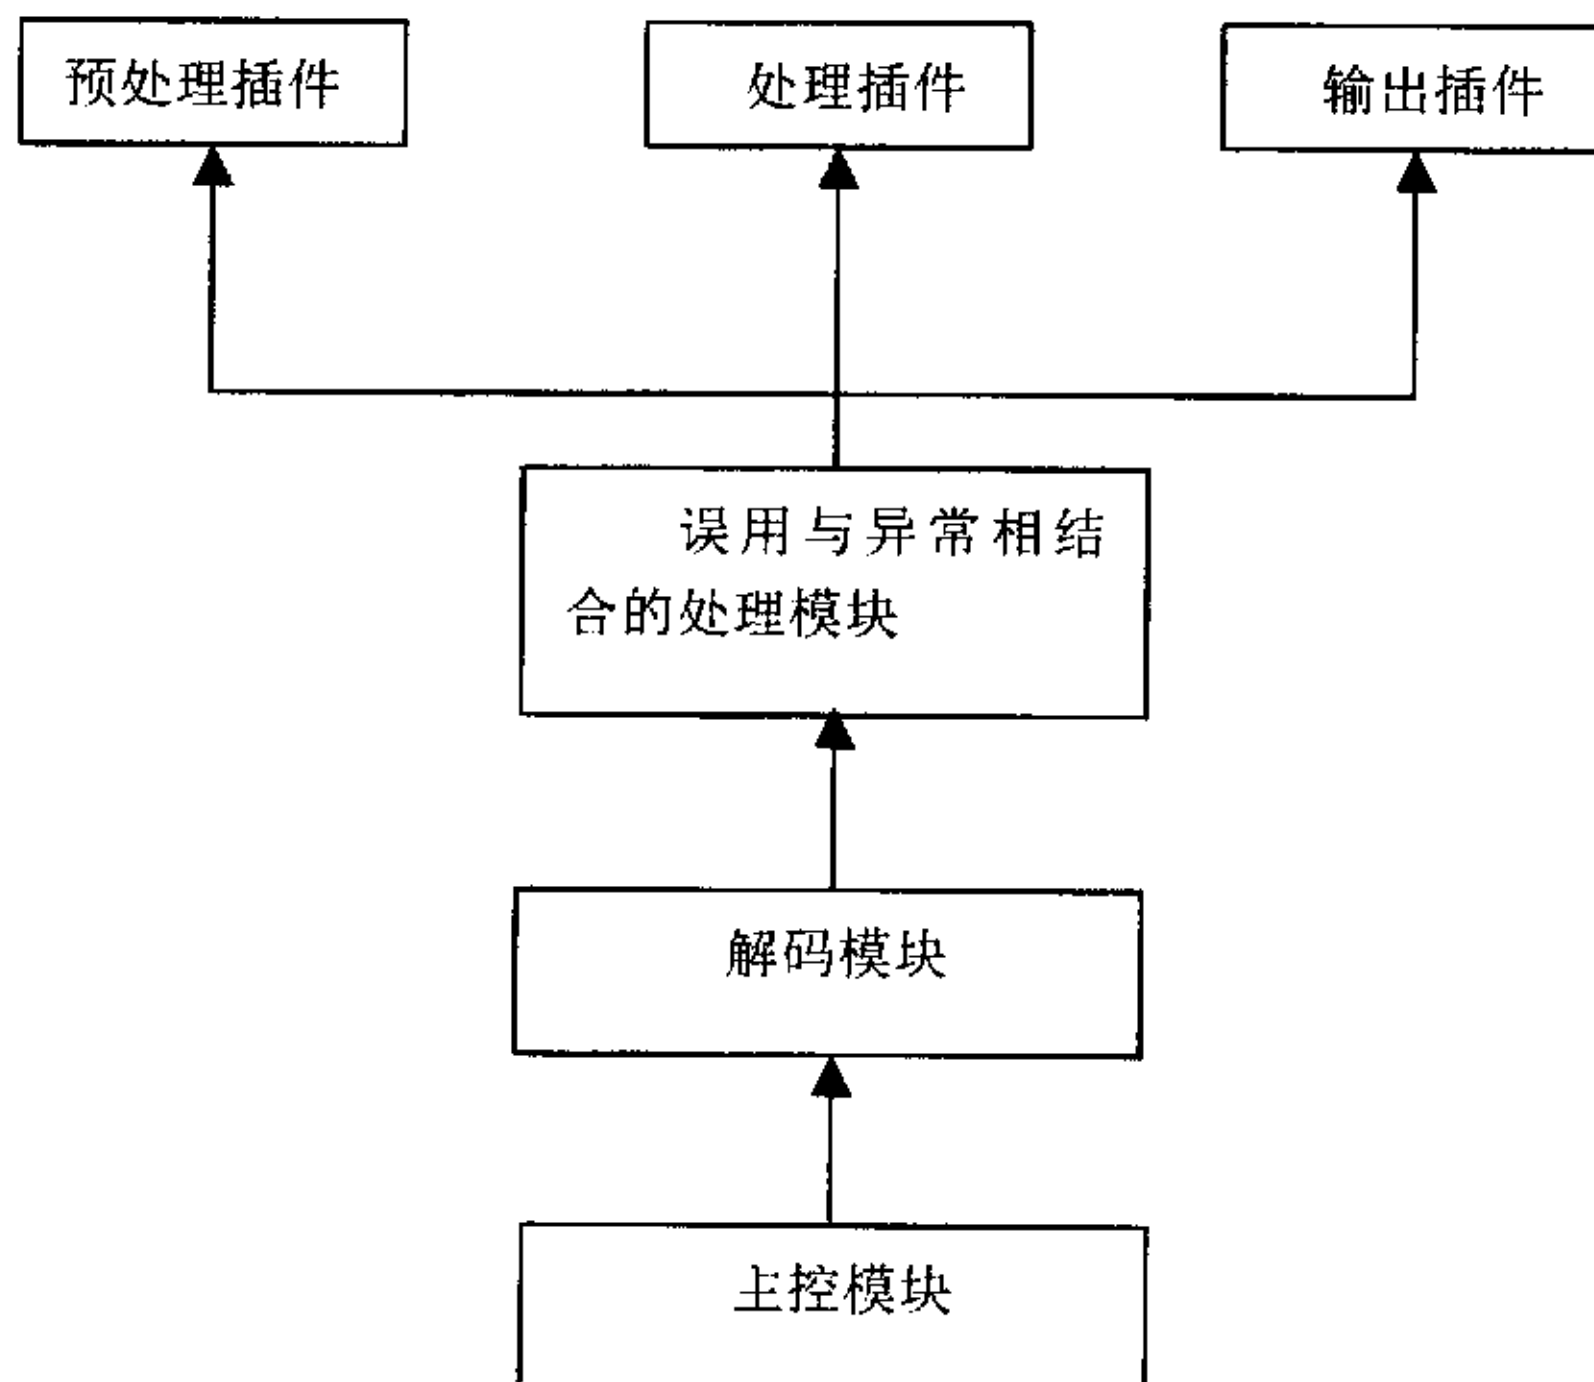 预处理插件
处理插件
输出插件
误用与异常相结
合的处理模块
解码模块
主控模块